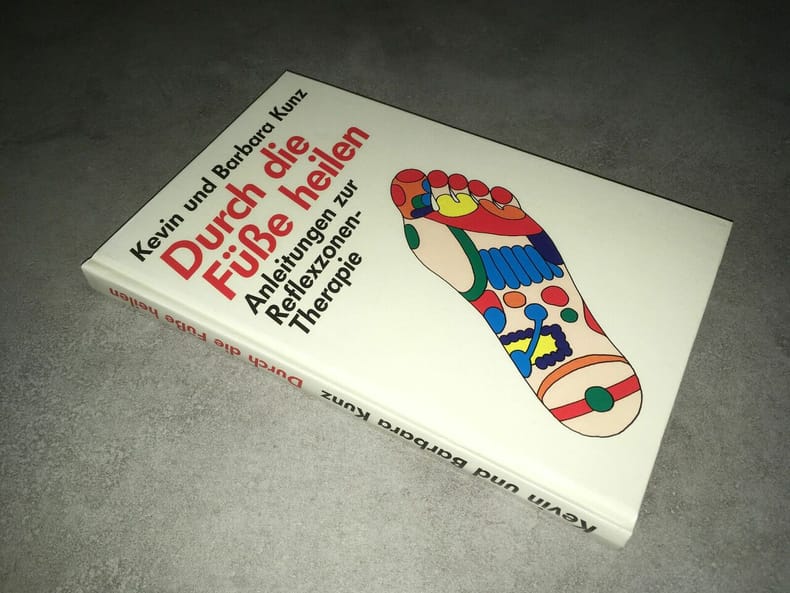 Kevin und Barbara Kunz
Durch die
Füße heilen
Anleitungen zur
Reflexzonen-
Therapie
Durch die Füße heilen
Kevin und Barbara Kunz